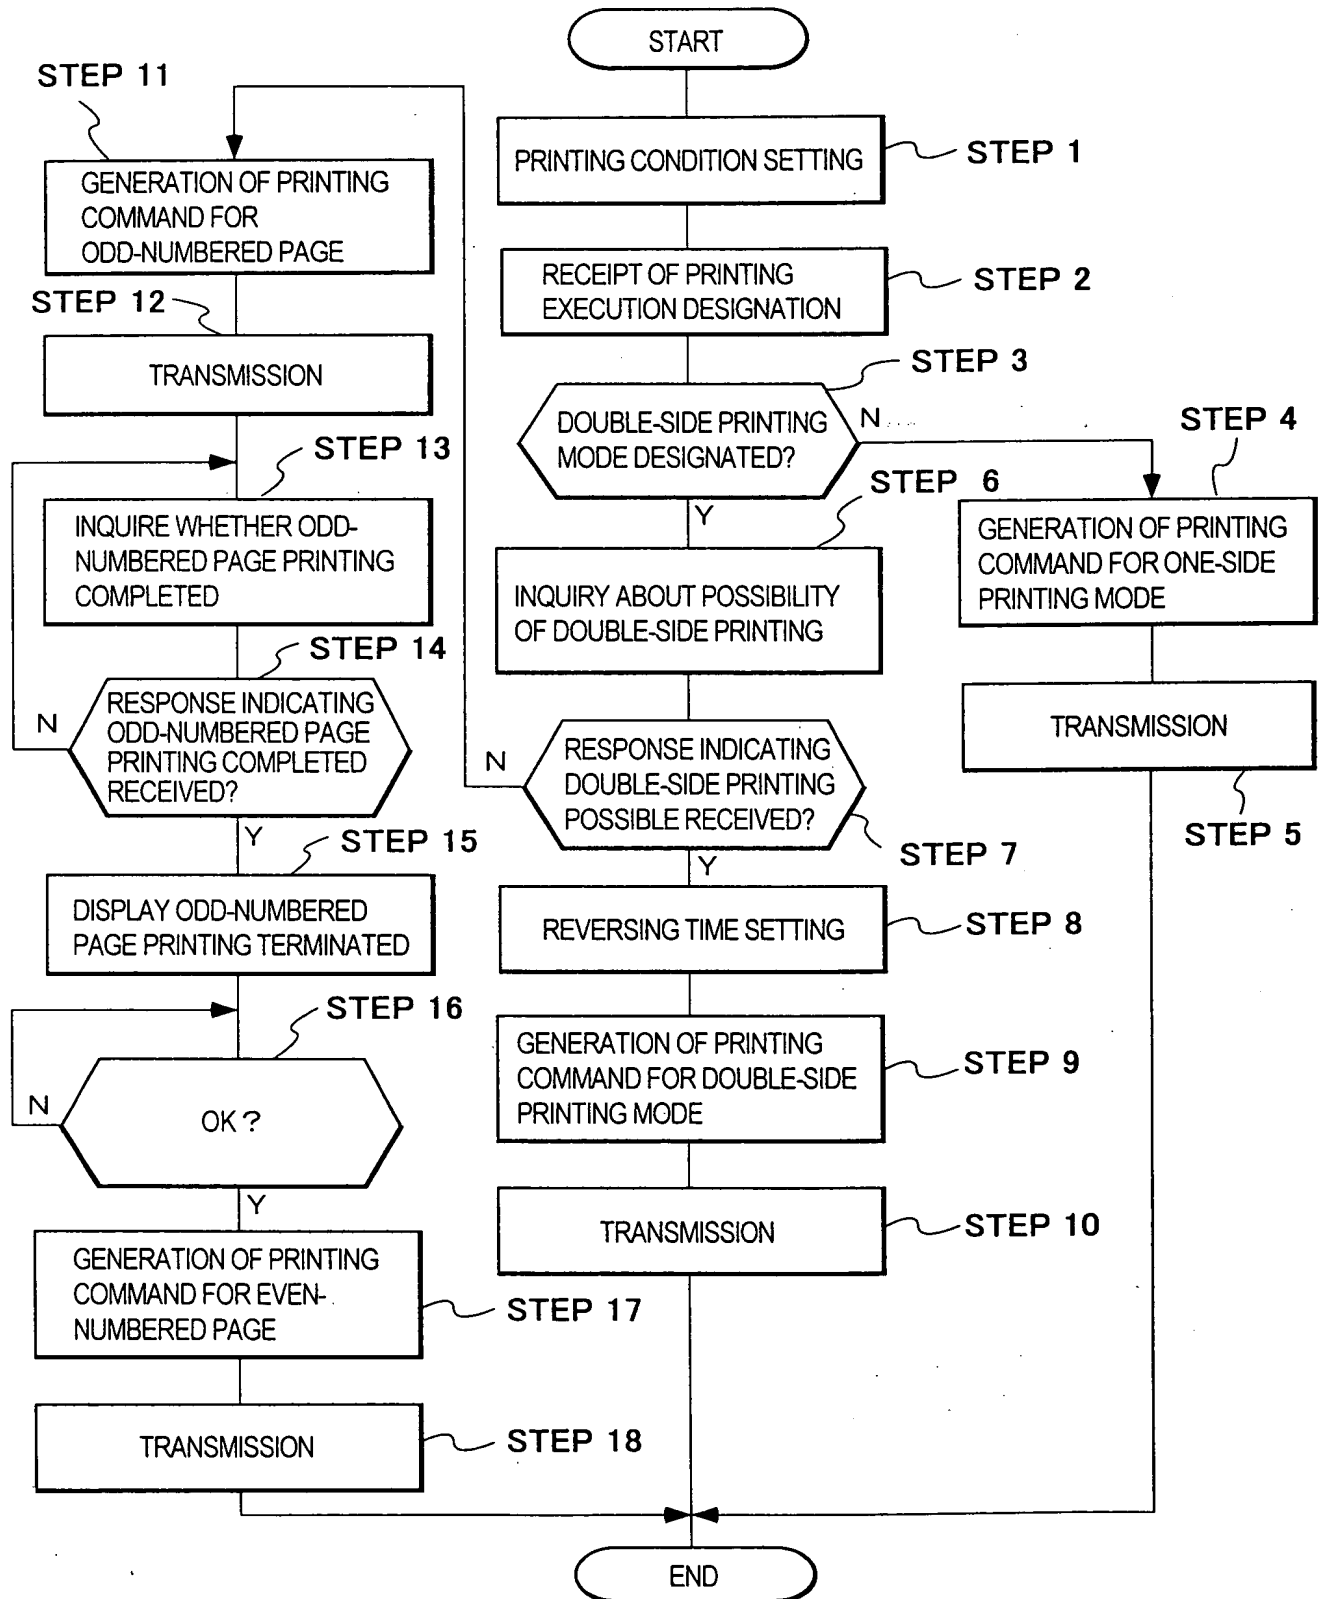 START
STEP 1
PRINTING CONDITION SETTING
STEP 2
RECEIPT OF PRINTING
EXECUTION DESIGNATION
STEP 3
DOUBLE-SIDE PRINTING
MODE DESIGNATED?
N
Y
STEP 4
GENERATION OF PRINTING
COMMAND FOR ONE-SIDE
PRINTING MODE
TRANSMISSION
STEP 5
STEP 6
INQUIRY ABOUT POSSIBILITY
OF DOUBLE-SIDE PRINTING
RESPONSE INDICATING
DOUBLE-SIDE PRINTING
POSSIBLE RECEIVED?
N
Y
STEP 7
REVERSING TIME SETTING
STEP 8
GENERATION OF PRINTING
COMMAND FOR DOUBLE-SIDE
PRINTING MODE
STEP 9
TRANSMISSION
STEP 10
STEP 11
GENERATION OF PRINTING
COMMAND FOR
ODD-NUMBERED PAGE
STEP 12
TRANSMISSION
STEP 13
INQUIRE WHETHER ODD-
NUMBERED PAGE PRINTING
COMPLETED
STEP 14
RESPONSE INDICATING
ODD-NUMBERED PAGE
PRINTING COMPLETED
RECEIVED?
N
Y
STEP 15
DISPLAY ODD-NUMBERED
PAGE PRINTING TERMINATED
STEP 16
OK?
N
Y
GENERATION OF PRINTING
COMMAND FOR EVEN-
NUMBERED PAGE
STEP 17
TRANSMISSION
STEP 18
END